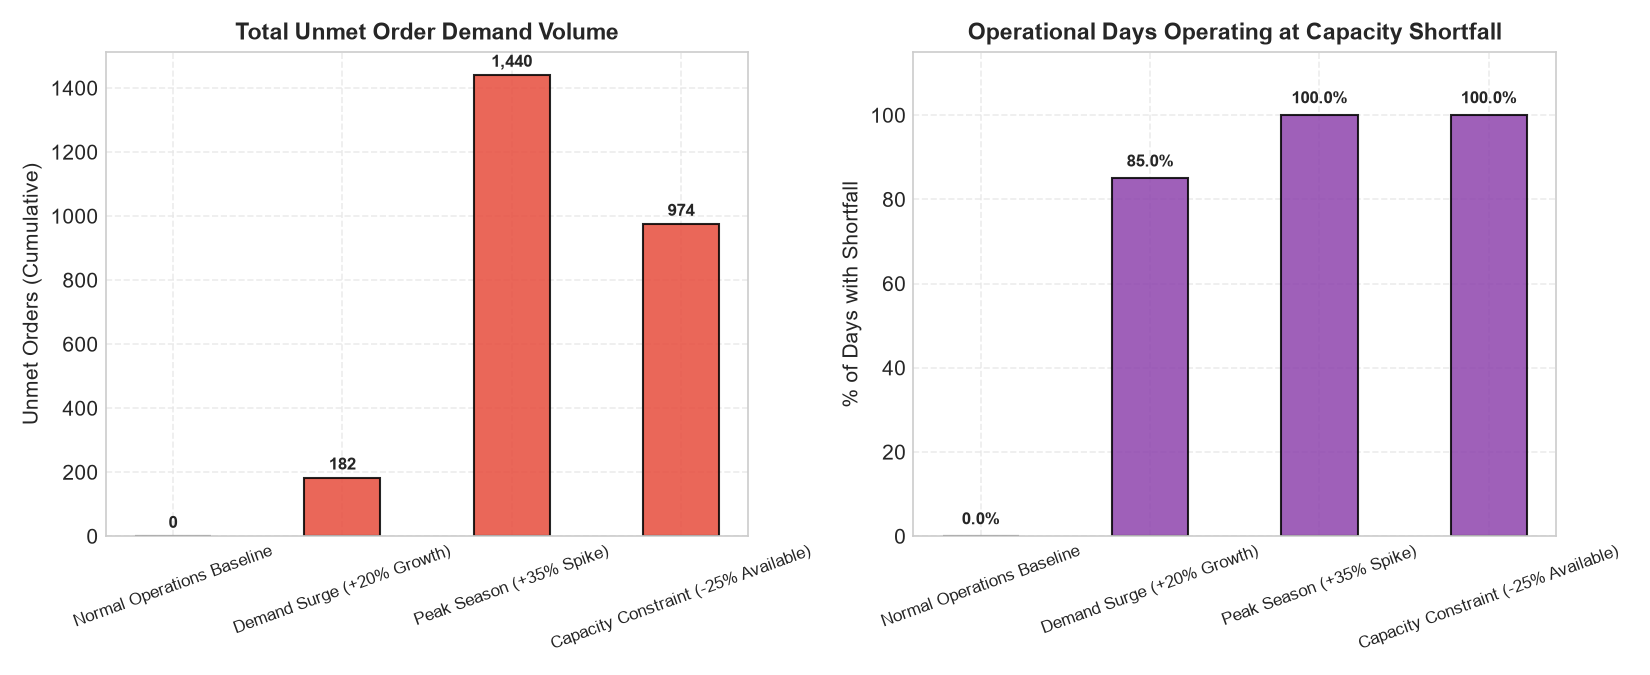 Total Unmet Order Demand Volume
Unmet Orders (Cumulative)
1400
1200
1000
800
600
400
200
0
0
182
1,440
974
Normal Operations Baseline
Demand Surge (+20% Growth)
Peak Season (+35% Spike)
Capacity Constraint (-25% Available)
Operational Days Operating at Capacity Shortfall
% of Days with Shortfall
100
80
60
40
20
0
0.0%
85.0%
100.0%
100.0%
Normal Operations Baseline
Demand Surge (+20% Growth)
Peak Season (+35% Spike)
Capacity Constraint (-25% Available)